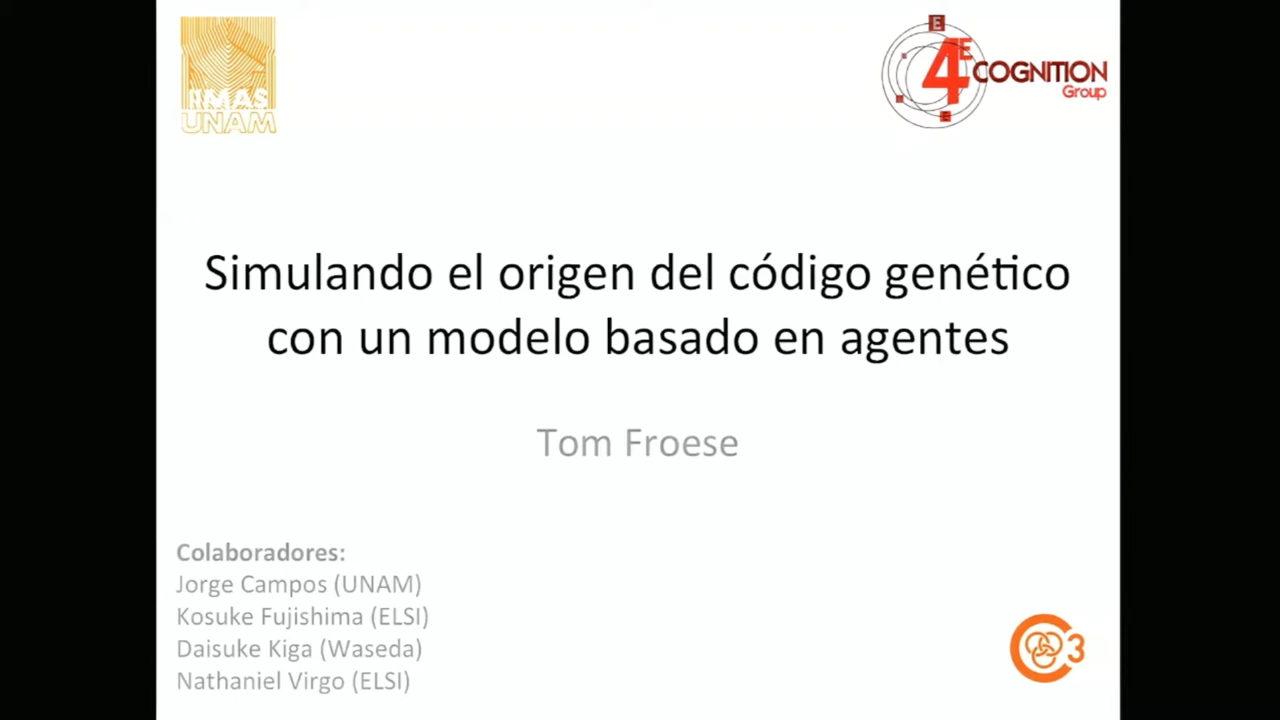 IIMAS
UNAM
E
4E COGNITION
Group
E
Simulando el origen del código genético
con un modelo basado en agentes
Tom Froese
Colaboradores:
Jorge Campos (UNAM)
Kosuke Fujishima (ELSI)
Daisuke Kiga (Waseda)
Nathaniel Virgo (ELSI)
C3